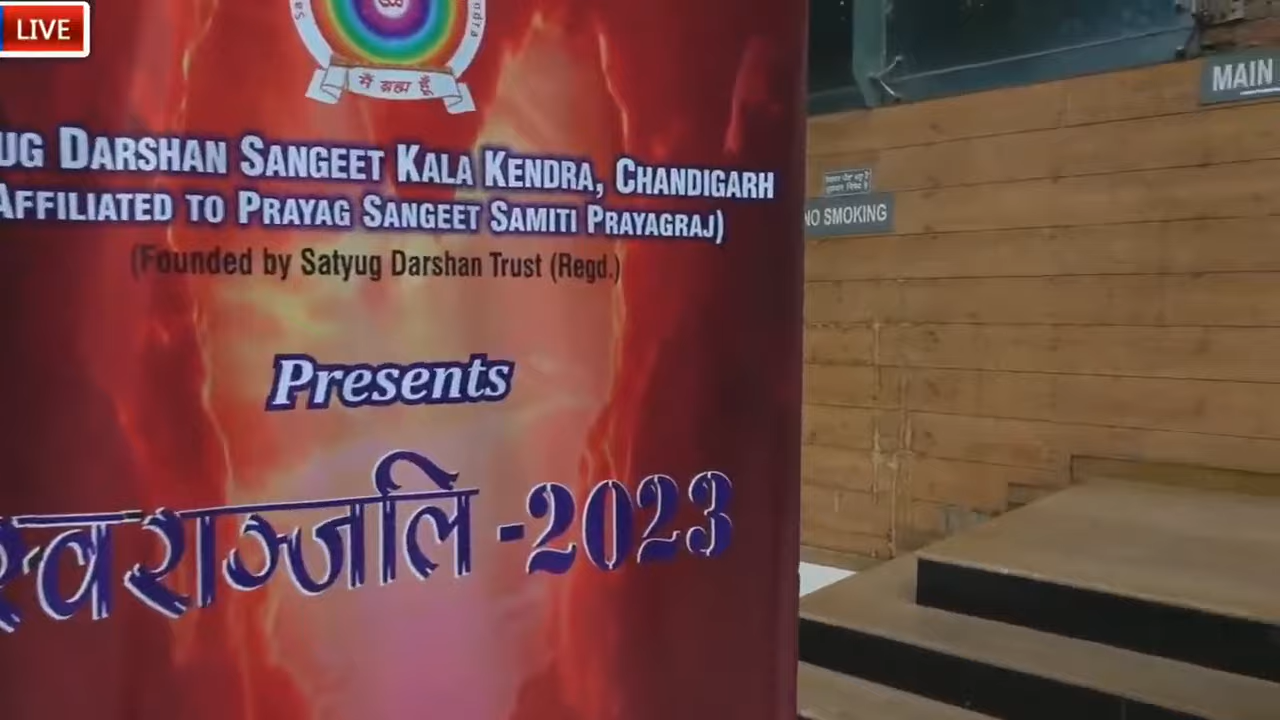 LIVE
मैं ब्रह्म हूँ
UG DARSHAN SANGEET KALA KENDRA, CHANDIGARH
AFFILIATED TO PRAYAG SANGEET SAMITI PRAYAGRAJ)
(Founded by Satyug Darshan Trust (Regd.)
Presents
स्वराञ्जलि -2023
MAIN
NO SMOKING